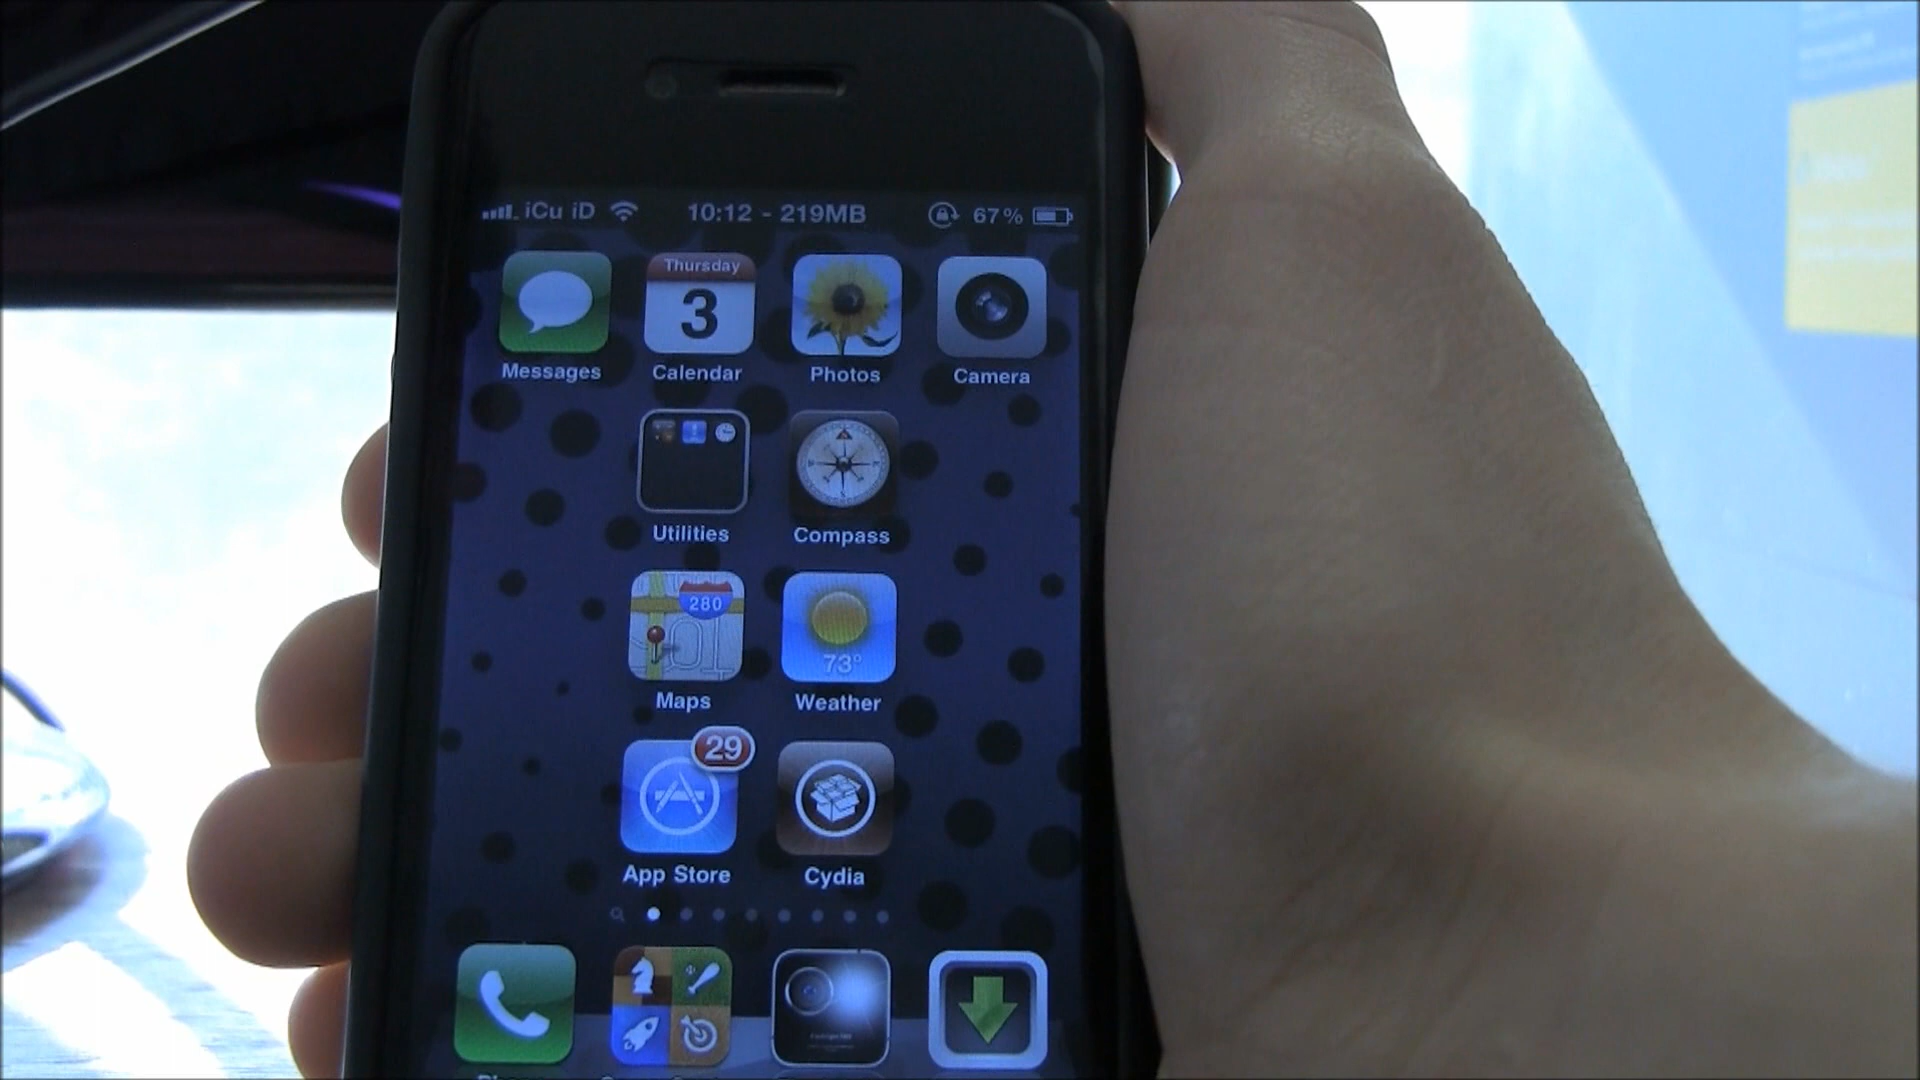 iCu iD 10:12 - 219MB 67%
Thursday
3
Messages Calendar Photos Camera
Utilities Compass
280
73°
Maps Weather
29
App Store Cydia